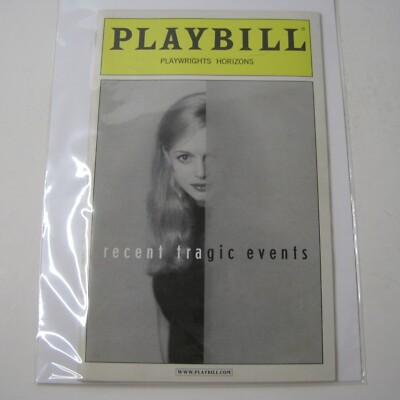 PLAYBILL®
PLAYWRIGHTS HORIZONS
recent tragic events
WWW.PLAYBILL.COM